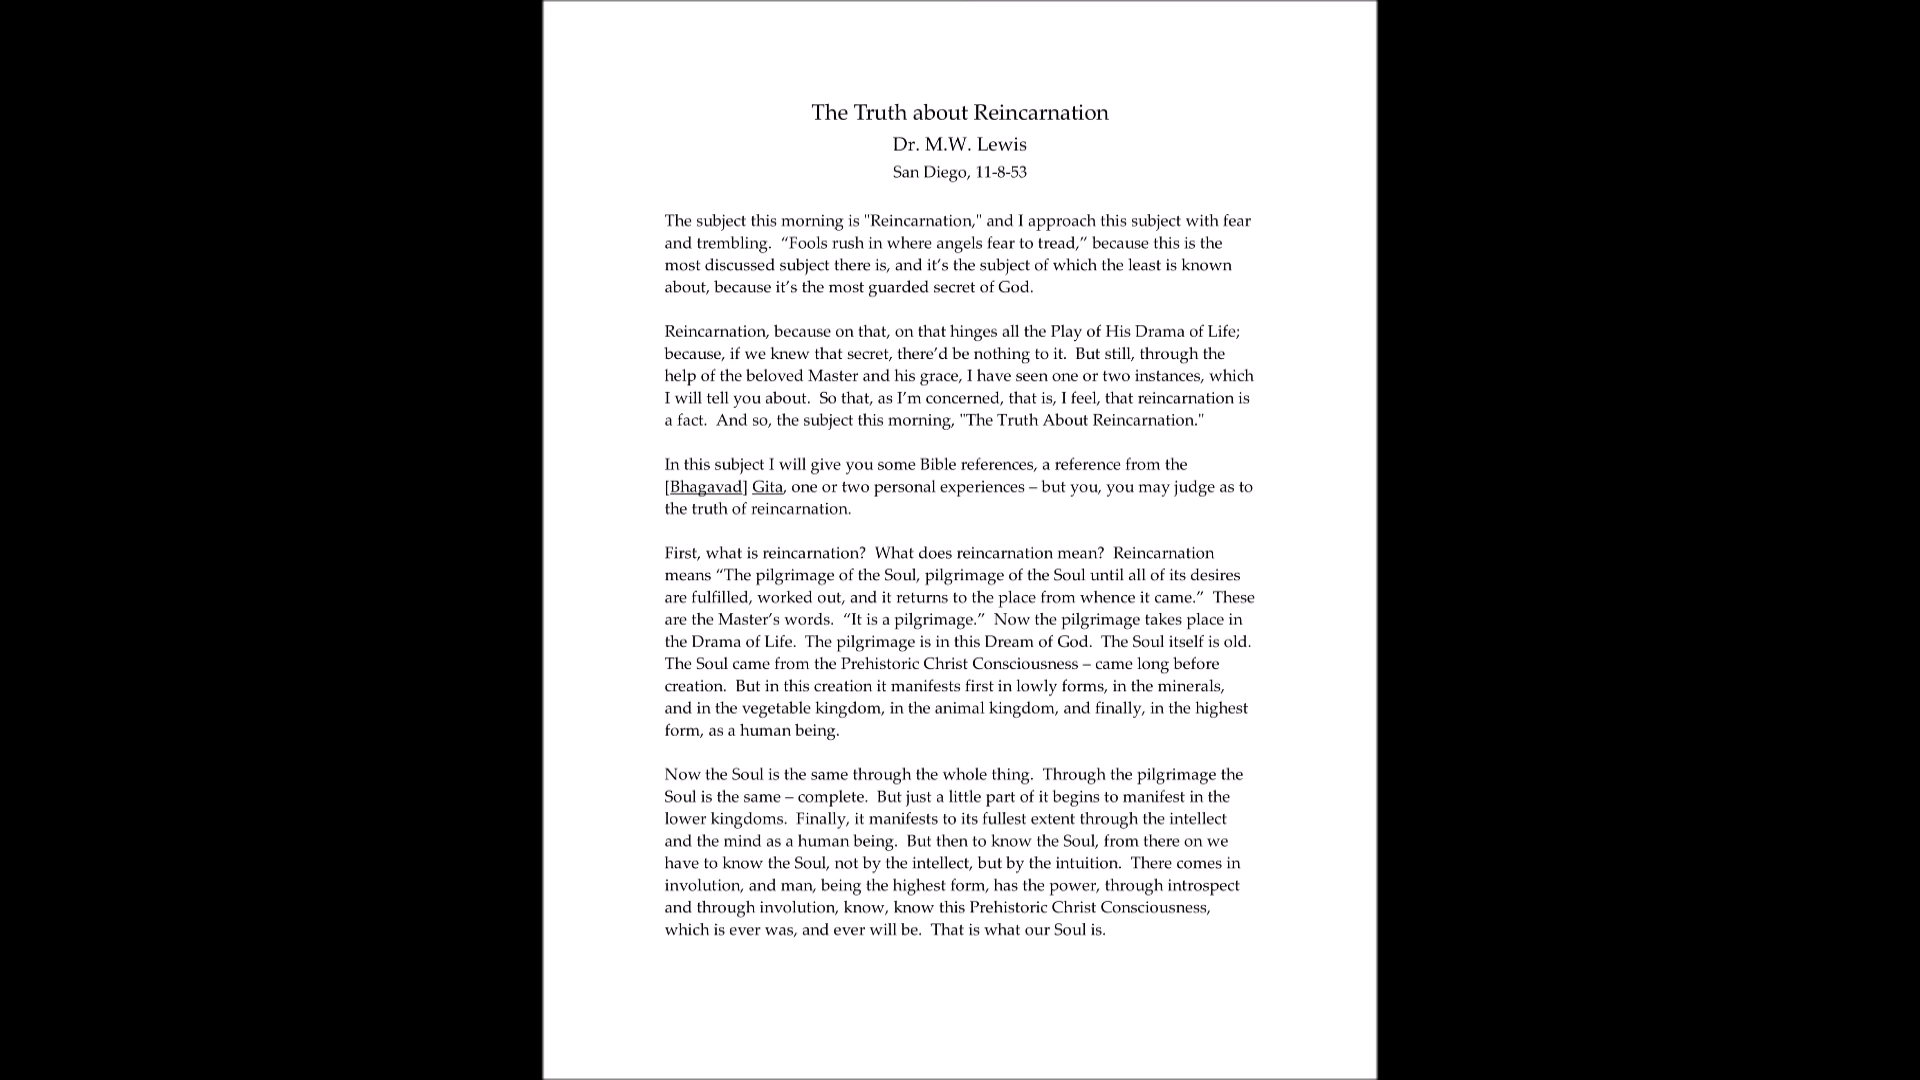 The Truth about Reincarnation
Dr. M.W. Lewis
San Diego, 11-8-53
The subject this morning is "Reincarnation," and I approach this subject with fear
and trembling.  “Fools rush in where angels fear to tread,” because this is the
most discussed subject there is, and it’s the subject of which the least is known
about, because it’s the most guarded secret of God.
Reincarnation, because on that, on that hinges all the Play of His Drama of Life;
because, if we knew that secret, there’d be nothing to it.  But still, through the
help of the beloved Master and his grace, I have seen one or two instances, which
I will tell you about.  So that, as I’m concerned, that is, I feel, that reincarnation is
a fact.  And so, the subject this morning, "The Truth About Reincarnation."
In this subject I will give you some Bible references, a reference from the
[Bhagavad] Gita, one or two personal experiences – but you, you may judge as to
the truth of reincarnation.
First, what is reincarnation?  What does reincarnation mean?  Reincarnation
means “The pilgrimage of the Soul, pilgrimage of the Soul until all of its desires
are fulfilled, worked out, and it returns to the place from whence it came.”  These
are the Master’s words.  “It is a pilgrimage.”  Now the pilgrimage takes place in
the Drama of Life.  The pilgrimage is in this Dream of God.  The Soul itself is old.
The Soul came from the Prehistoric Christ Consciousness – came long before
creation.  But in this creation it manifests first in lowly forms, in the minerals,
and in the vegetable kingdom, in the animal kingdom, and finally, in the highest
form, as a human being.
Now the Soul is the same through the whole thing.  Through the pilgrimage the
Soul is the same – complete.  But just a little part of it begins to manifest in the
lower kingdoms.  Finally, it manifests to its fullest extent through the intellect
and the mind as a human being.  But then to know the Soul, from there on we
have to know the Soul, not by the intellect, but by the intuition.  There comes in
involution, and man, being the highest form, has the power, through introspect
and through involution, know, know this Prehistoric Christ Consciousness,
which is ever was, and ever will be.  That is what our Soul is.